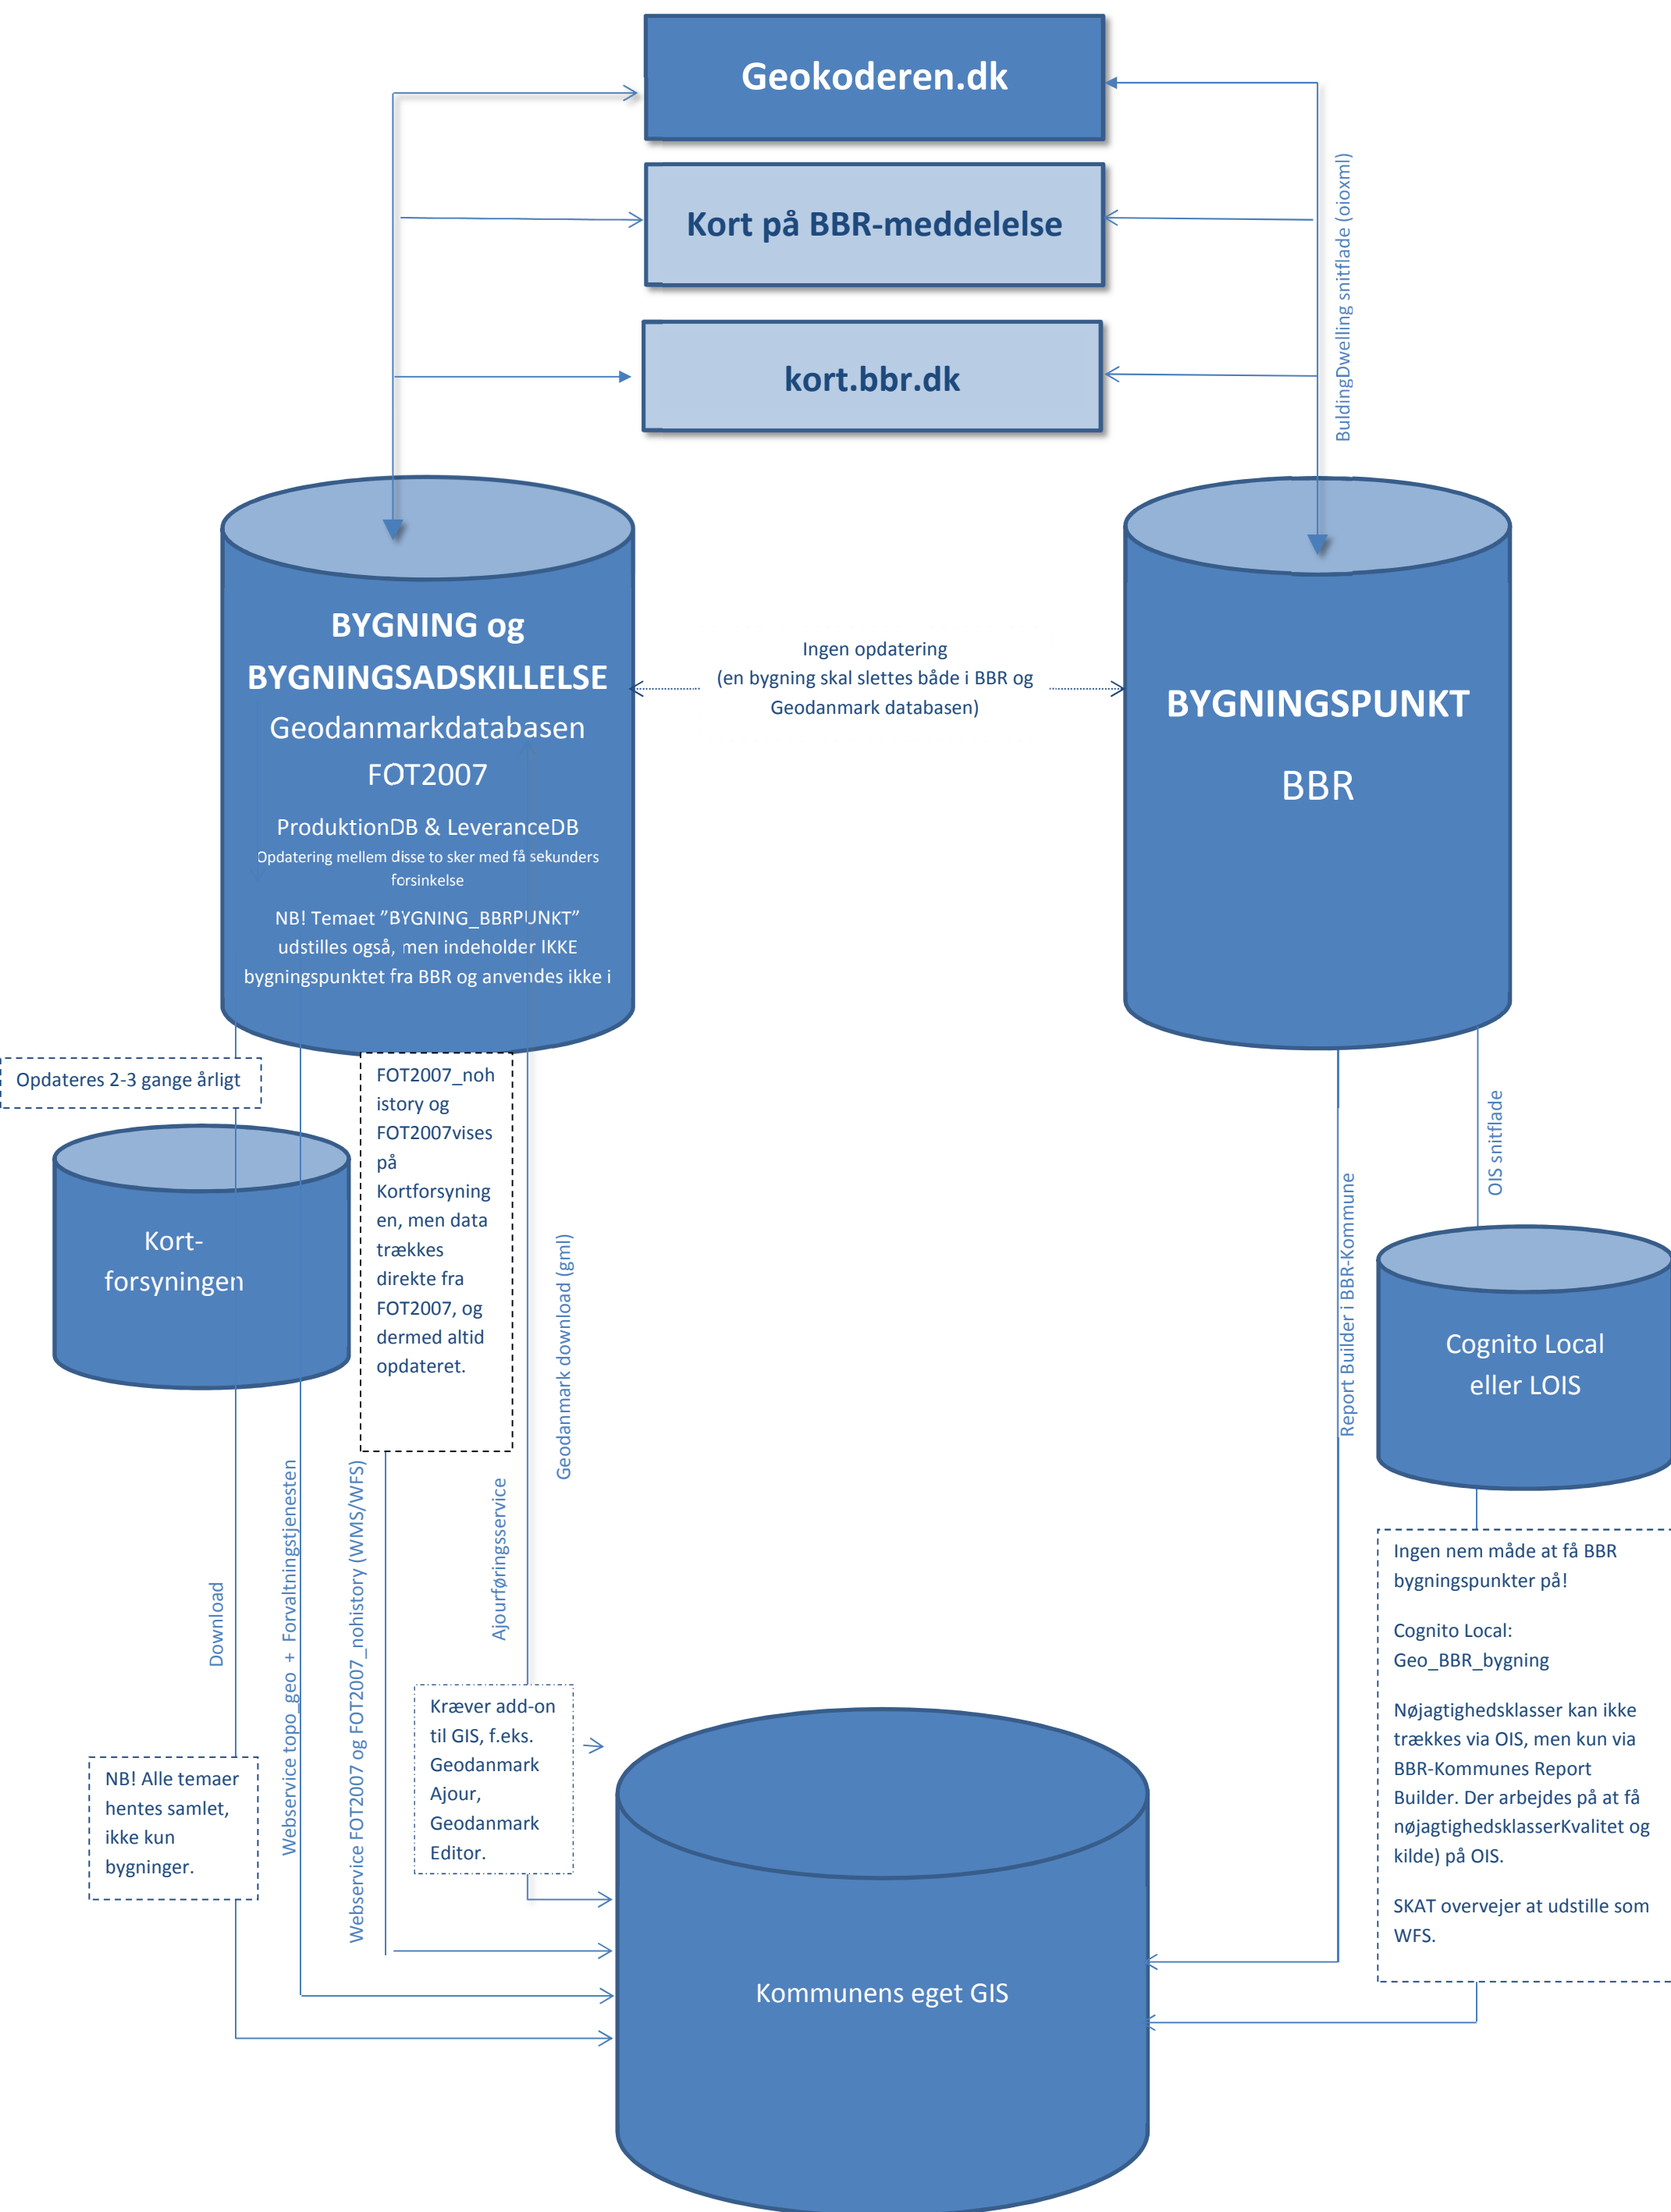 Geokoderen.dk
Kort på BBR-meddelelse
kort.bbr.dk
BuldingDwelling snitflade (oioxml)
BYGNING og
BYGNINGSADSKILLELSE
Geodanmarkdatabasen
FOT2007
ProduktionDB & LeveranceDB
Opdatering mellem disse to sker med få sekunders
forsinkelse
NB! Temaet ”BYGNING_BBRPUNKT”
udstilles også, men indeholder IKKE
bygningspunktet fra BBR og anvendes ikke i
Ingen opdatering
(en bygning skal slettes både i BBR og
Geodanmark databasen)
BYGNINGSPUNKT
BBR
Opdateres 2-3 gange årligt
Kort-
forsyningen
FOT2007_noh
istory og
FOT2007vises
på
Kortforsyning
en, men data
trækkes
direkte fra
FOT2007, og
dermed altid
opdateret.
Geodanmark download (gml)
Ajourføringsservice
Webservice FOT2007 og FOT2007_nohistory (WMS/WFS)
Webservice topo_geo + Forvaltningstjenesten
Download
NB! Alle temaer
hentes samlet,
ikke kun
bygninger.
Kræver add-on
til GIS, f.eks.
Geodanmark
Ajour,
Geodanmark
Editor.
Report Builder i BBR-Kommune
OIS snitflade
Cognito Local
eller LOIS
Ingen nem måde at få BBR
bygningspunkter på!
Cognito Local:
Geo_BBR_bygning
Nøjagtighedsklasser kan ikke
trækkes via OIS, men kun via
BBR-Kommunes Report
Builder. Der arbejdes på at få
nøjagtighedsklasserKvalitet og
kilde) på OIS.
SKAT overvejer at udstille som
WFS.
Kommunens eget GIS